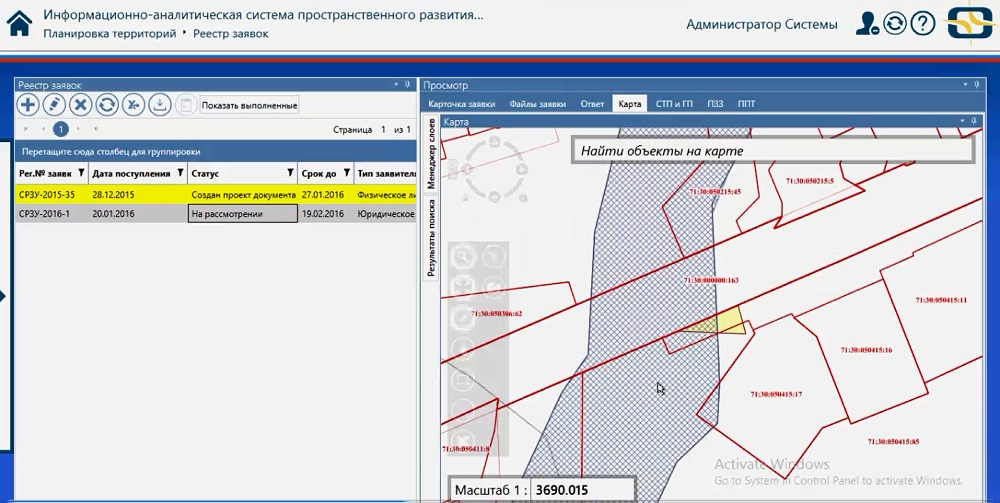 Информационно-аналитическая система пространственного развития...
Планировка территорий ‣ Реестр заявок
Администратор Системы
Реестр заявок
Показать выполненные
1
Страница 1 из 1
Перетащите сюда столбец для группировки
Рег.№ заявк Дата поступления Статус Срок до Тип заявител
СРЗУ-2015-35 28.12.2015 Создан проект документа 27.01.2016 Физическое ли
СРЗУ-2016-1 20.01.2016 На рассмотрении 19.02.2016 Юридическое
Просмотр
Карточка заявки Файлы заявки Ответ Карта СТП и ГП ПЗЗ ППТ
Карта
Менеджер слоев
Результаты поиска
Найти объекты на карте
71:30:050215:45
71:30:050215:5
71:30:000000:163
71:30:050306:62
71:30:050415:11
71:30:050415:16
71:30:050415:17
71:30:050415:85
71:30:050411:6
Масштаб 1 : 3690.015
Activate Windows
Go to System in Control Panel to activate Windows.